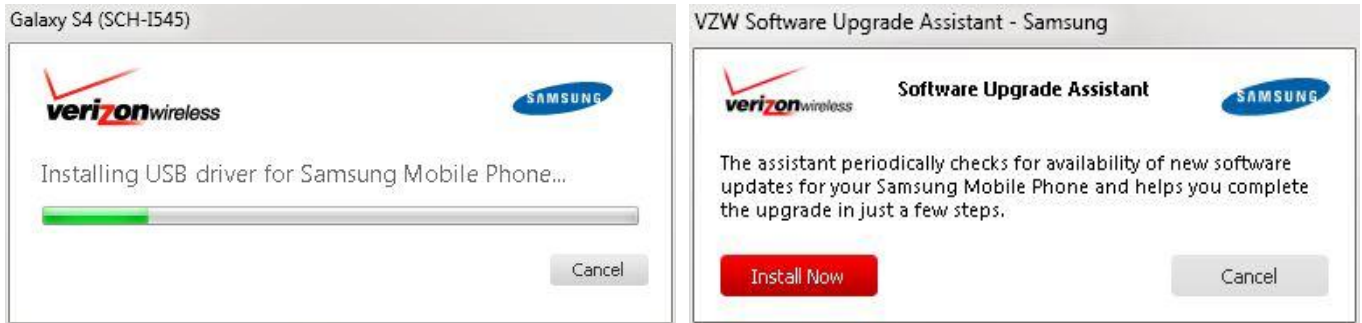 Galaxy S4 (SCH-I545)
verizonwireless
SAMSUNG
Installing USB driver for Samsung Mobile Phone...
Cancel
VZW Software Upgrade Assistant - Samsung
verizonwireless
Software Upgrade Assistant
SAMSUNG
The assistant periodically checks for availability of new software
updates for your Samsung Mobile Phone and helps you complete
the upgrade in just a few steps.
Install Now
Cancel